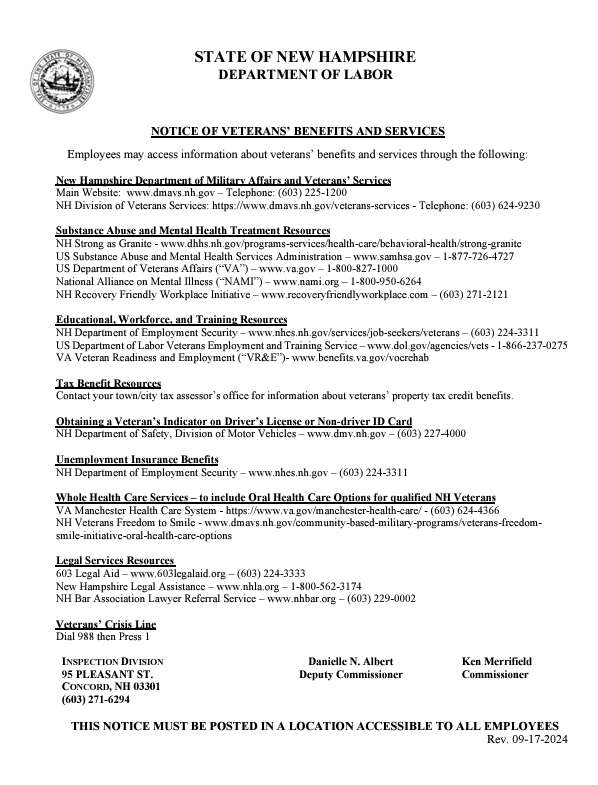 STATE OF NEW HAMPSHIRE
DEPARTMENT OF LABOR
NOTICE OF VETERANS' BENEFITS AND SERVICES
Employees may access information about veterans' benefits and services through the following:
New Hampshire Department of Military Affairs and Veterans' Services
Main Website: www.dmavs.nh.gov – Telephone: (603) 225-1200
NH Division of Veterans Services: https://www.dmavs.nh.gov/veterans-services - Telephone: (603) 624-9230
Substance Abuse and Mental Health Treatment Resources
NH Strong as Granite - www.dhhs.nh.gov/programs-services/health-care/behavioral-health/strong-granite
US Substance Abuse and Mental Health Services Administration – www.samhsa.gov – 1-877-726-4727
US Department of Veterans Affairs ("VA") – www.va.gov – 1-800-827-1000
National Alliance on Mental Illness ("NAMI") – www.nami.org – 1-800-950-6264
NH Recovery Friendly Workplace Initiative – www.recoveryfriendlyworkplace.com – (603) 271-2121
Educational, Workforce, and Training Resources
NH Department of Employment Security – www.nhes.nh.gov/services/job-seekers/veterans – (603) 224-3311
US Department of Labor Veterans Employment and Training Service – www.dol.gov/agencies/vets - 1-866-237-0275
VA Veteran Readiness and Employment ("VR&E")- www.benefits.va.gov/vocrehab
Tax Benefit Resources
Contact your town/city tax assessor's office for information about veterans' property tax credit benefits.
Obtaining a Veteran's Indicator on Driver's License or Non-driver ID Card
NH Department of Safety, Division of Motor Vehicles – www.dmv.nh.gov – (603) 227-4000
Unemployment Insurance Benefits
NH Department of Employment Security – www.nhes.nh.gov – (603) 224-3311
Whole Health Care Services – to include Oral Health Care Options for qualified NH Veterans
VA Manchester Health Care System - https://www.va.gov/manchester-health-care/ - (603) 624-4366
NH Veterans Freedom to Smile - www.dmavs.nh.gov/community-based-military-programs/veterans-freedom-
smile-initiative-oral-health-care-options
Legal Services Resources
603 Legal Aid – www.603legalaid.org – (603) 224-3333
New Hampshire Legal Assistance – www.nhla.org – 1-800-562-3174
NH Bar Association Lawyer Referral Service – www.nhbar.org – (603) 229-0002
Veterans' Crisis Line
Dial 988 then Press 1
INSPECTION DIVISION
95 PLEASANT ST.
CONCORD, NH 03301
(603) 271-6294
Danielle N. Albert
Deputy Commissioner
Ken Merrifield
Commissioner
THIS NOTICE MUST BE POSTED IN A LOCATION ACCESSIBLE TO ALL EMPLOYEES
Rev. 09-17-2024